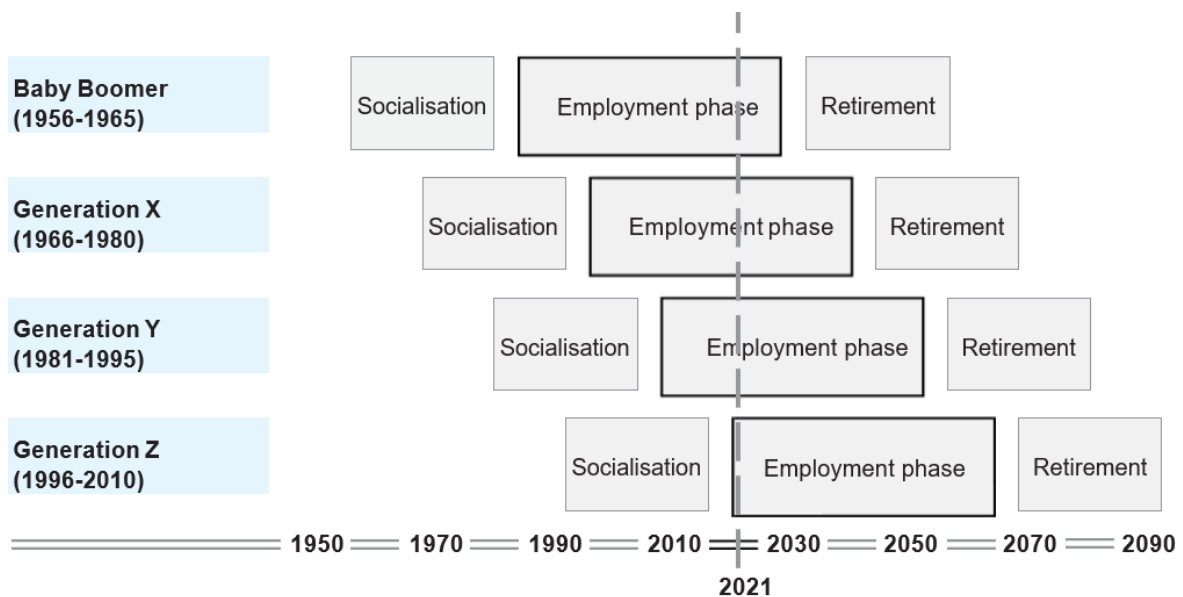 Baby Boomer
(1956-1965)
Socialisation
Employment phase
Retirement
Generation X
(1966-1980)
Socialisation
Employment phase
Retirement
Generation Y
(1981-1995)
Socialisation
Employment phase
Retirement
Generation Z
(1996-2010)
Socialisation
Employment phase
Retirement
1950 1970 1990 2010 2030 2050 2070 2090
2021